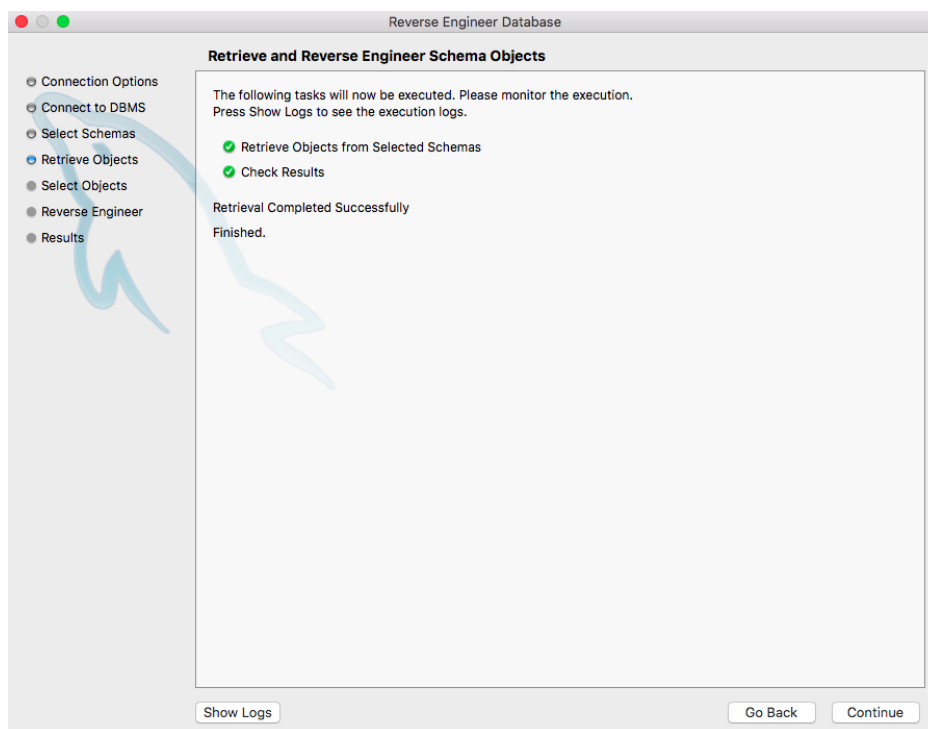 Reverse Engineer Database
Retrieve and Reverse Engineer Schema Objects
Connection Options
Connect to DBMS
Select Schemas
Retrieve Objects
Select Objects
Reverse Engineer
Results
The following tasks will now be executed. Please monitor the execution.
Press Show Logs to see the execution logs.
Retrieve Objects from Selected Schemas
Check Results
Retrieval Completed Successfully
Finished.
Show Logs
Go Back
Continue